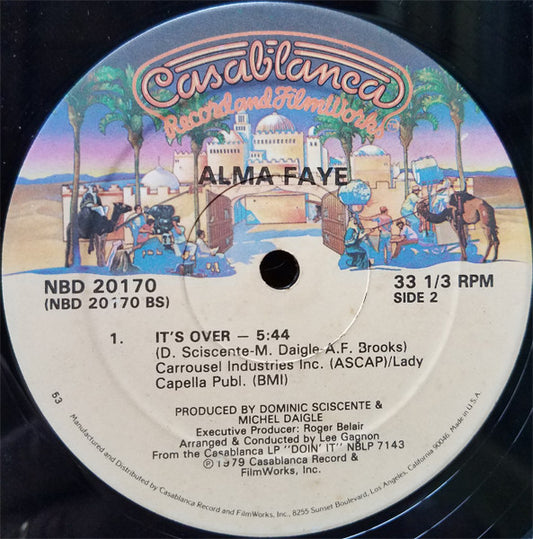 Casablanca
Record and FilmWorks
ALMA FAYE
NBD 20170
(NBD 20170 BS)
33 1/3 RPM
SIDE 2
1. IT'S OVER — 5:44
(D. Sciscente-M. Daigle A.F. Brooks)
Carrousel Industries Inc. (ASCAP)/Lady
Capella Publ. (BMI)
PRODUCED BY DOMINIC SCISCENTE &
MICHEL DAIGLE
Executive Producer: Roger Belair
Arranged & Conducted by Lee Gagnon
From the Casablanca LP "DOIN' IT" NBLP 7143
℗ 1979 Casablanca Record &
FilmWorks, Inc.
53
Manufactured and Distributed by Casablanca Record and FilmWorks, Inc., 8255 Sunset Boulevard, Los Angeles, California 90046. Made in U.S.A.